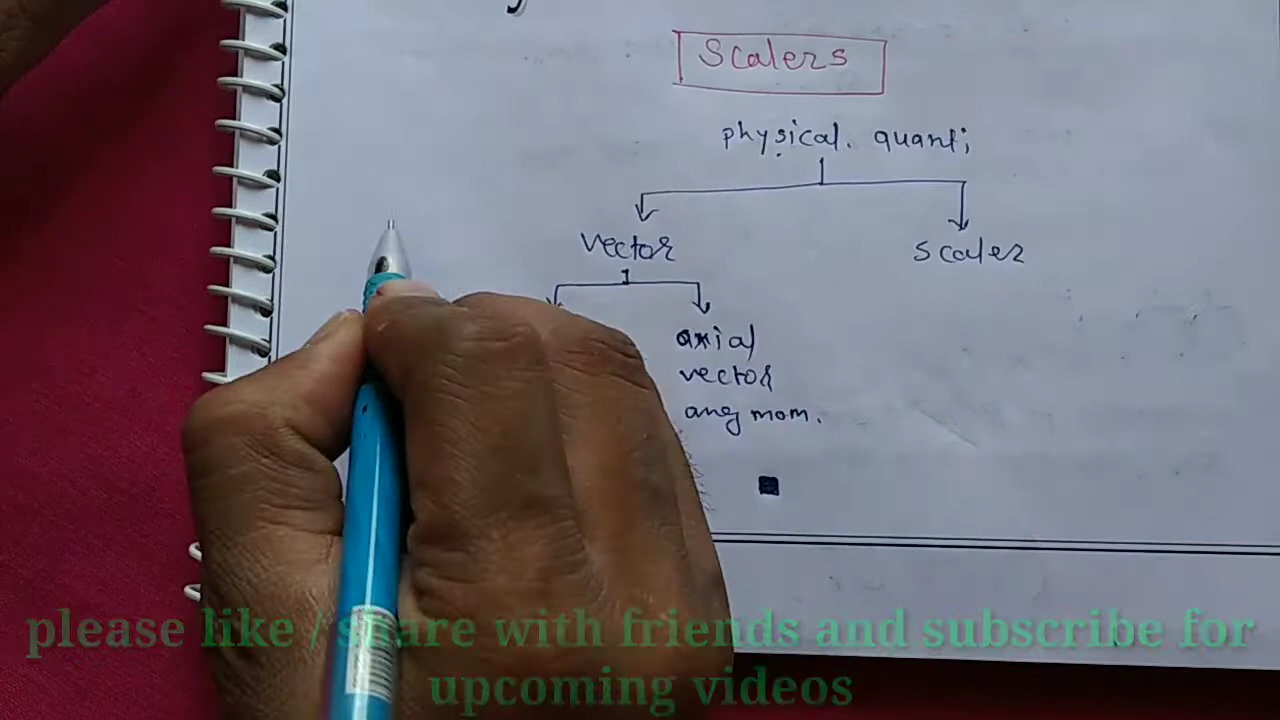 Scalers
physical. quanti
vector
scaler
axial
vector
ang mom.
please like / share with friends and subscribe for
upcoming videos